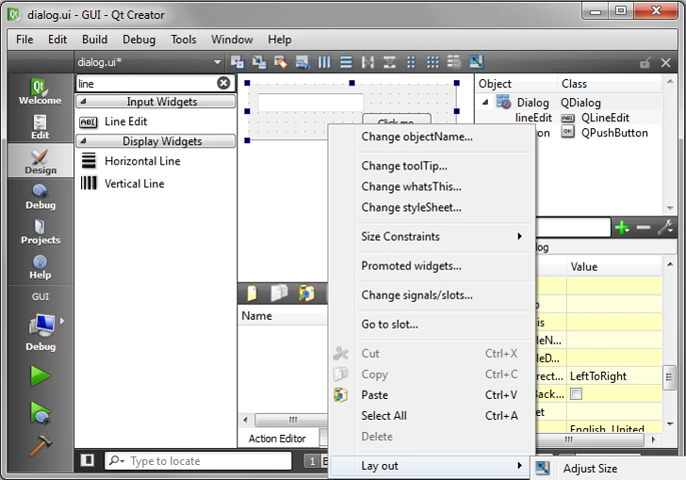 dialog.ui - GUI - Qt Creator
File Edit Build Debug Tools Window Help
dialog.ui*
Object Class
line
Input Widgets
Line Edit
Display Widgets
Horizontal Line
Vertical Line
Welcome
Edit
Design
Debug
Projects
Help
GUI
Debug
Click me
Dialog QDialog
lineEdit QLineEdit
QPushButton
Change objectName...
Change toolTip...
Change whatsThis...
Change styleSheet...
Size Constraints
Promoted widgets...
Change signals/slots...
Go to slot...
Cut Ctrl+X
Copy Ctrl+C
Paste Ctrl+V
Select All Ctrl+A
Delete
Lay out
Adjust Size
Value
LeftToRight
English, United
Name
Action Editor
Type to locate
1